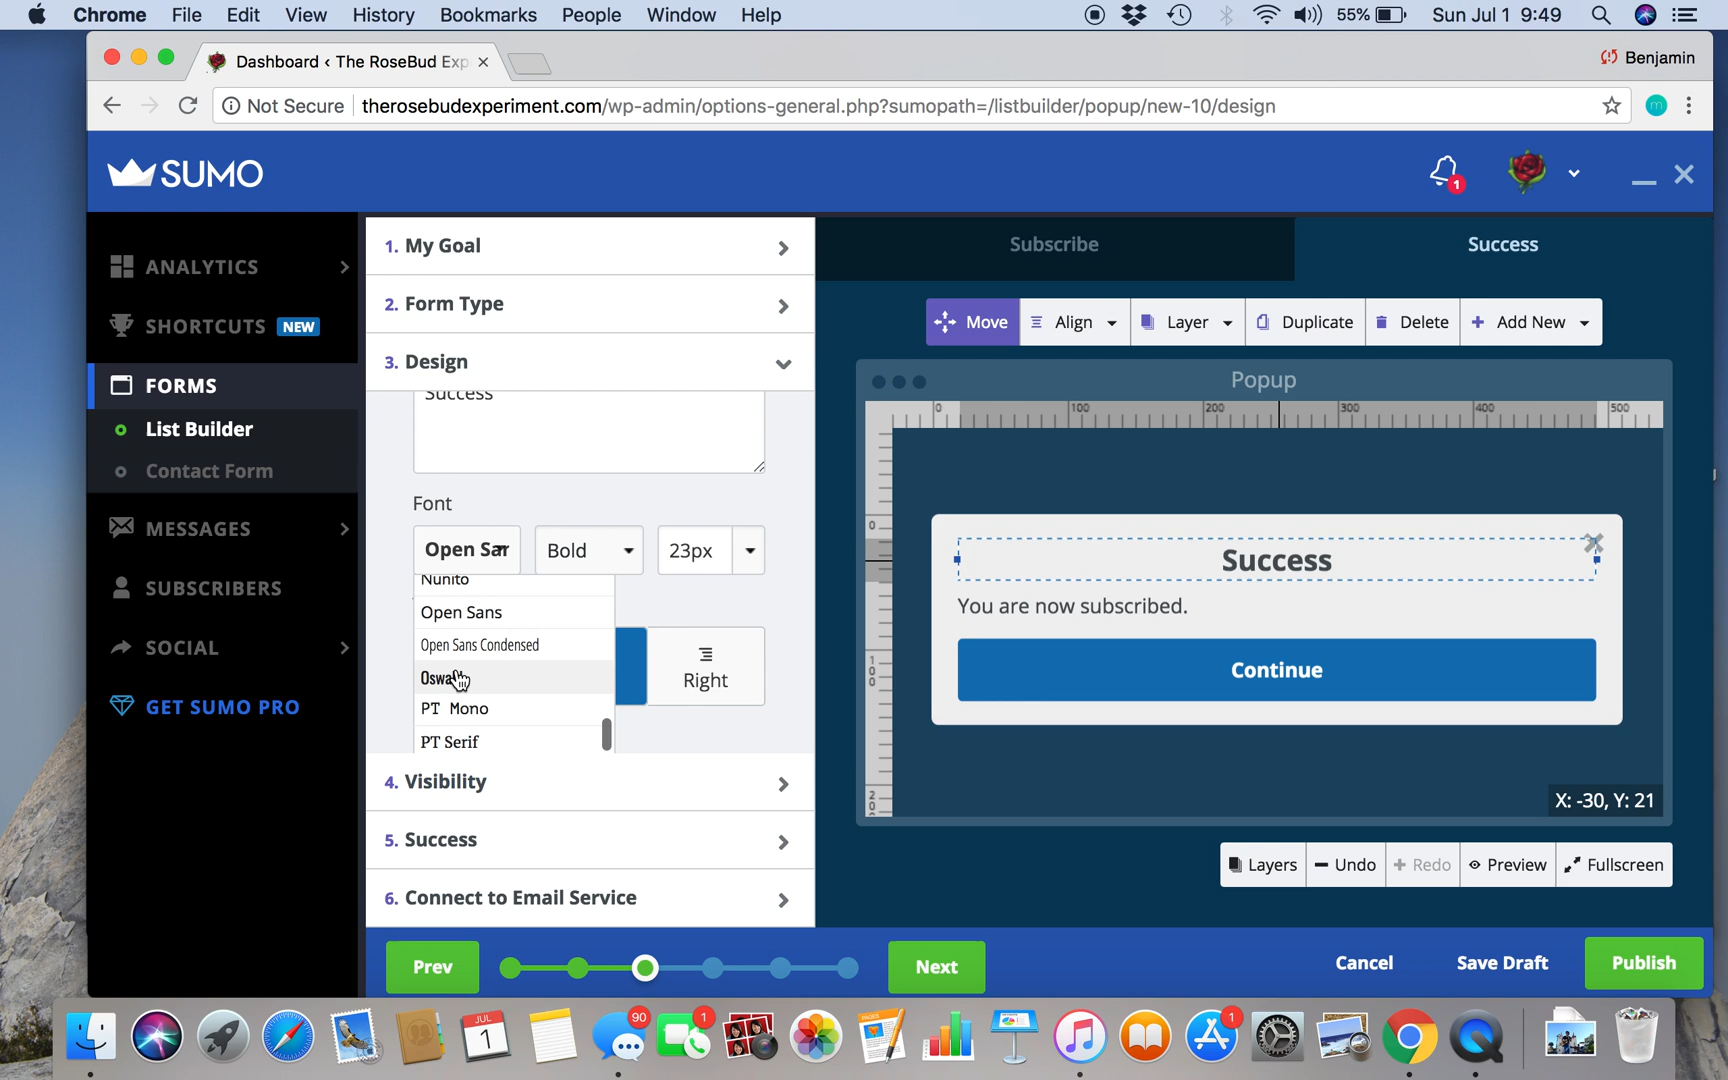 Chrome File Edit View History Bookmarks People Window Help 55% Sun Jul 1 9:49
Dashboard ‹ The RoseBud Exp Benjamin
Not Secure therosebudexperiment.com/wp-admin/options-general.php?sumopath=/listbuilder/popup/new-10/design m
SUMO 1
ANALYTICS
SHORTCUTS NEW
FORMS
List Builder
Contact Form
MESSAGES
SUBSCRIBERS
SOCIAL
GET SUMO PRO
1. My Goal
2. Form Type
3. Design
Success
Font
Open Sar Bold 23px
Nunito
Open Sans
Open Sans Condensed
PT Mono
PT Serif
Right
4. Visibility
5. Success
6. Connect to Email Service
Subscribe Success
Move Align Layer Duplicate Delete + Add New
Popup
0 100 200 300 400 500
0
100
Success
You are now subscribed.
Continue
X: -30, Y: 21
Layers Undo Redo Preview Fullscreen
Prev Next Cancel Save Draft Publish
JUL 1 90 1 PAGES 1